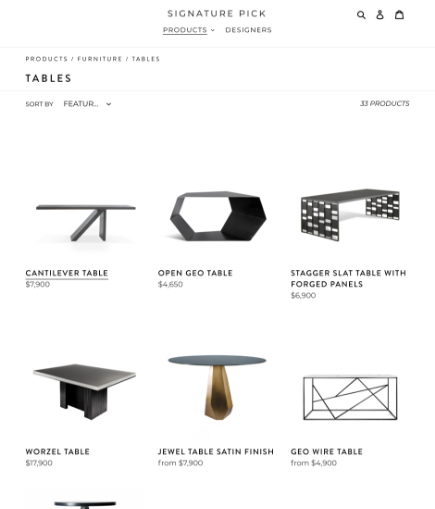 SIGNATURE PICK
PRODUCTS DESIGNERS
PRODUCTS / FURNITURE / TABLES
TABLES
SORT BY FEATUR... 33 PRODUCTS
CANTILEVER TABLE
$7,900
OPEN GEO TABLE
$4,650
STAGGER SLAT TABLE WITH
FORGED PANELS
$6,900
WORZEL TABLE
$17,900
JEWEL TABLE SATIN FINISH
from $7,900
GEO WIRE TABLE
from $4,900